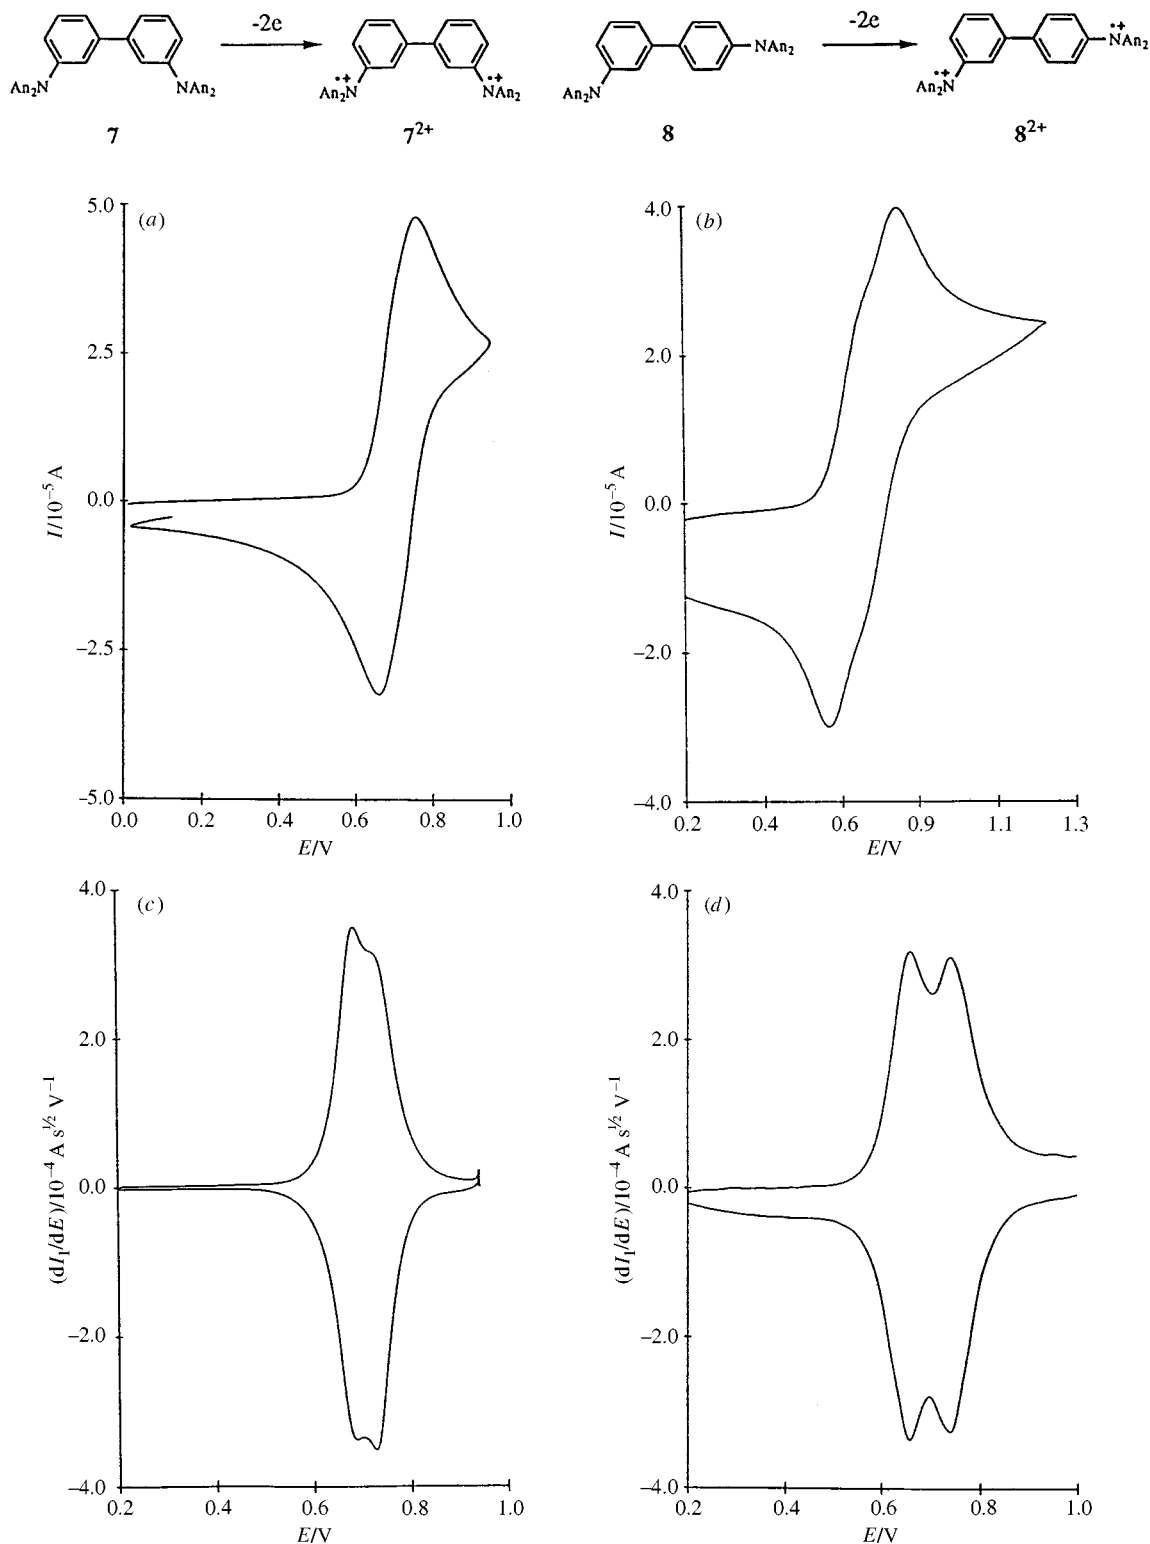 -2e
-2e
An₂N NAn₂
An₂N•+ •+NAn₂
An₂N NAn₂
An₂N•+ •+NAn₂
7 7²⁺ 8 8²⁺
(a)
5.0
2.5
0.0
–2.5
–5.0
I/10⁻⁵ A
0.0 0.2 0.4 0.6 0.8 1.0
E/V
(b)
4.0
2.0
0.0
–2.0
–4.0
I/10⁻⁵ A
0.2 0.4 0.6 0.9 1.1 1.3
E/V
(c)
4.0
2.0
0.0
–2.0
–4.0
(dI₁/dE)/10⁻⁴ A s^½ V⁻¹
0.2 0.4 0.6 0.8 1.0
E/V
(d)
4.0
2.0
0.0
–2.0
–4.0
(dI₁/dE)/10⁻⁴ A s^½ V⁻¹
0.2 0.4 0.6 0.8 1.0
E/V